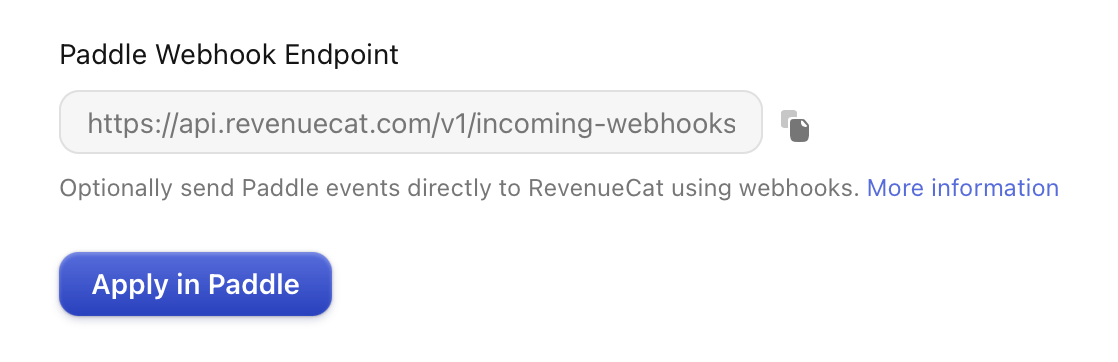 Paddle Webhook Endpoint
https://api.revenuecat.com/v1/incoming-webhooks
Optionally send Paddle events directly to RevenueCat using webhooks. More information
Apply in Paddle